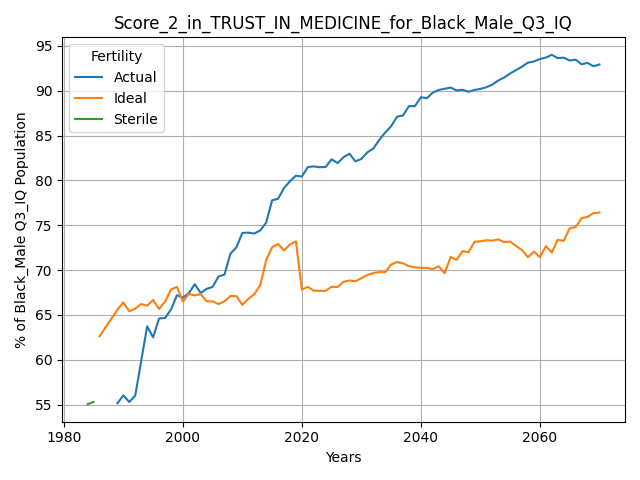 Score_2_in_TRUST_IN_MEDICINE_for_Black_Male_Q3_IQ
Fertility
Actual
Ideal
Sterile
% of Black_Male Q3_IQ Population
95
90
85
80
75
70
65
60
55
1980
2000
2020
2040
2060
Years